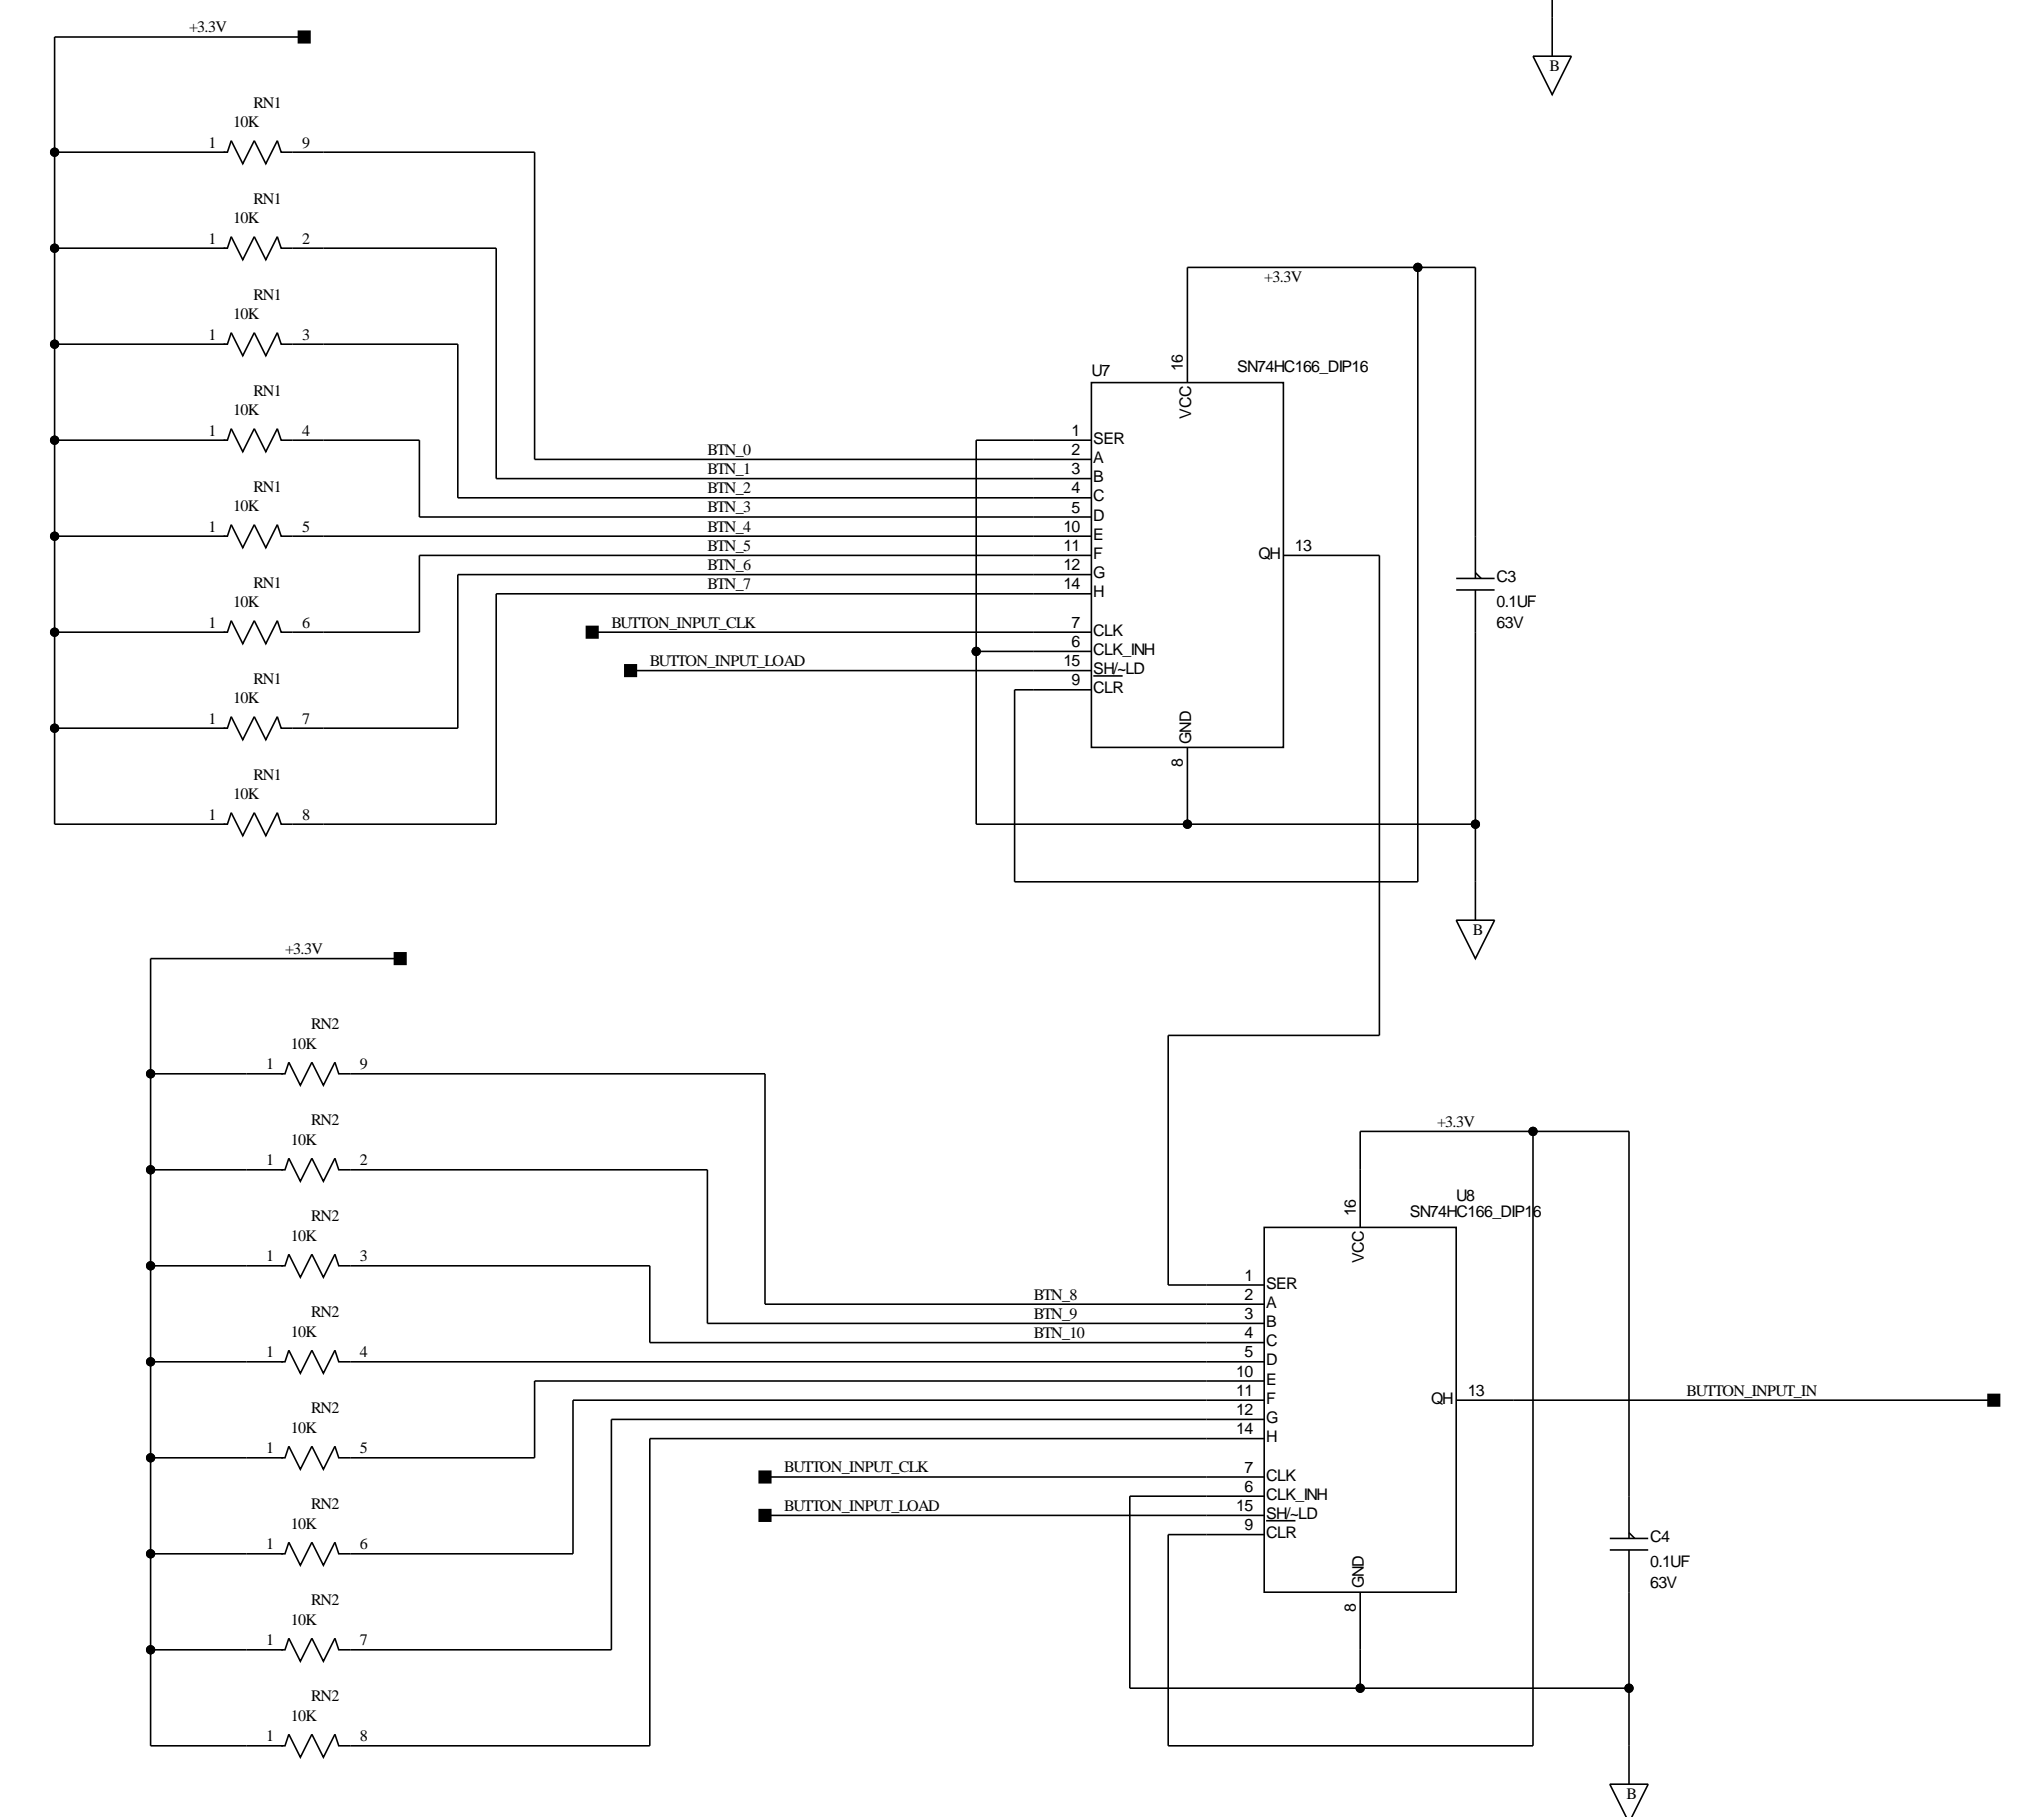 +3.3V
B
RN1
10K
1 9
RN1
10K
1 2
RN1
10K
1 3
RN1
10K
1 4
RN1
10K
1 5
RN1
10K
1 6
RN1
10K
1 7
RN1
10K
1 8
+3.3V
U7
SN74HC166_DIP16
16
VCC
1 SER
BTN_0 2 A
BTN_1 3 B
BTN_2 4 C
BTN_3 5 D
BTN_4 10 E
BTN_5 11 F
BTN_6 12 G
BTN_7 14 H
QH 13
BUTTON_INPUT_CLK 7 CLK
6 CLK_INH
BUTTON_INPUT_LOAD 15 SH/~LD
9 CLR
GND
8
C3
0.1UF
63V
B
+3.3V
RN2
10K
1 9
RN2
10K
1 2
RN2
10K
1 3
RN2
10K
1 4
RN2
10K
1 5
RN2
10K
1 6
RN2
10K
1 7
RN2
10K
1 8
+3.3V
U8
SN74HC166_DIP16
16
VCC
1 SER
BTN_8 2 A
BTN_9 3 B
BTN_10 4 C
5 D
10 E
11 F
12 G
14 H
QH 13 BUTTON_INPUT_IN
BUTTON_INPUT_CLK 7 CLK
6 CLK_INH
BUTTON_INPUT_LOAD 15 SH/~LD
9 CLR
GND
8
C4
0.1UF
63V
B